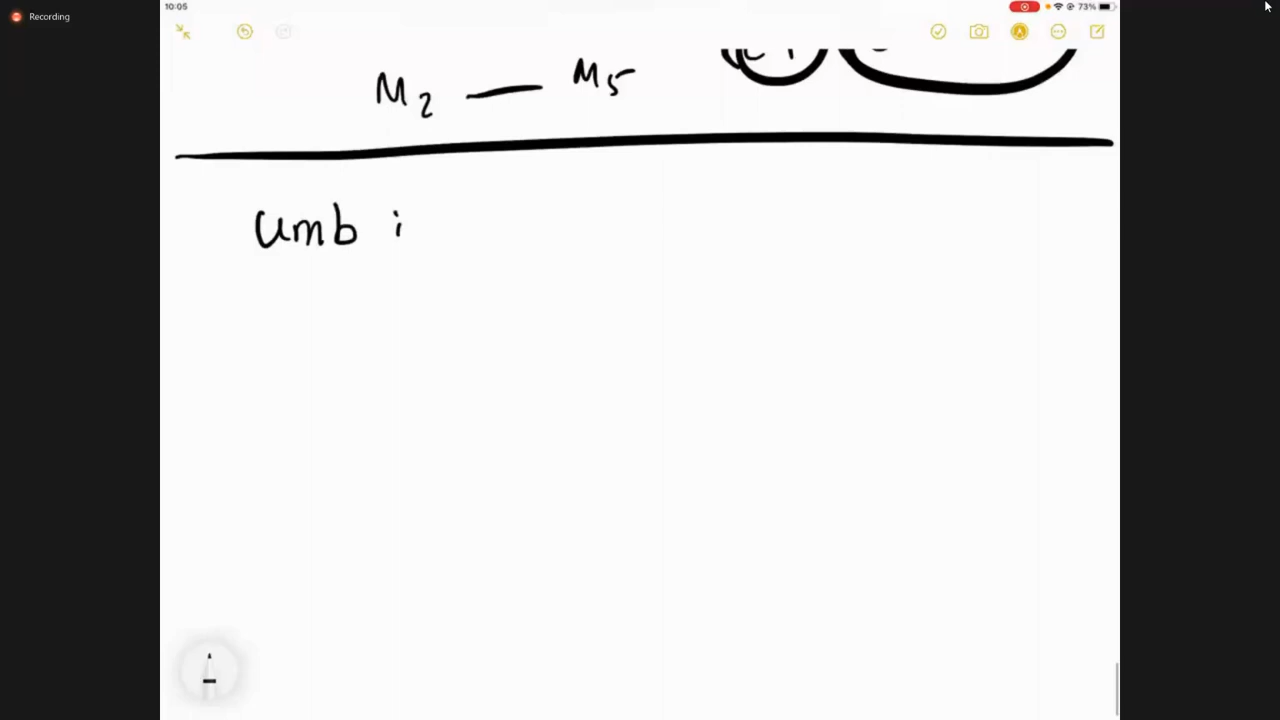 10:05
73%
Recording
M₂ — M₅
Umb i